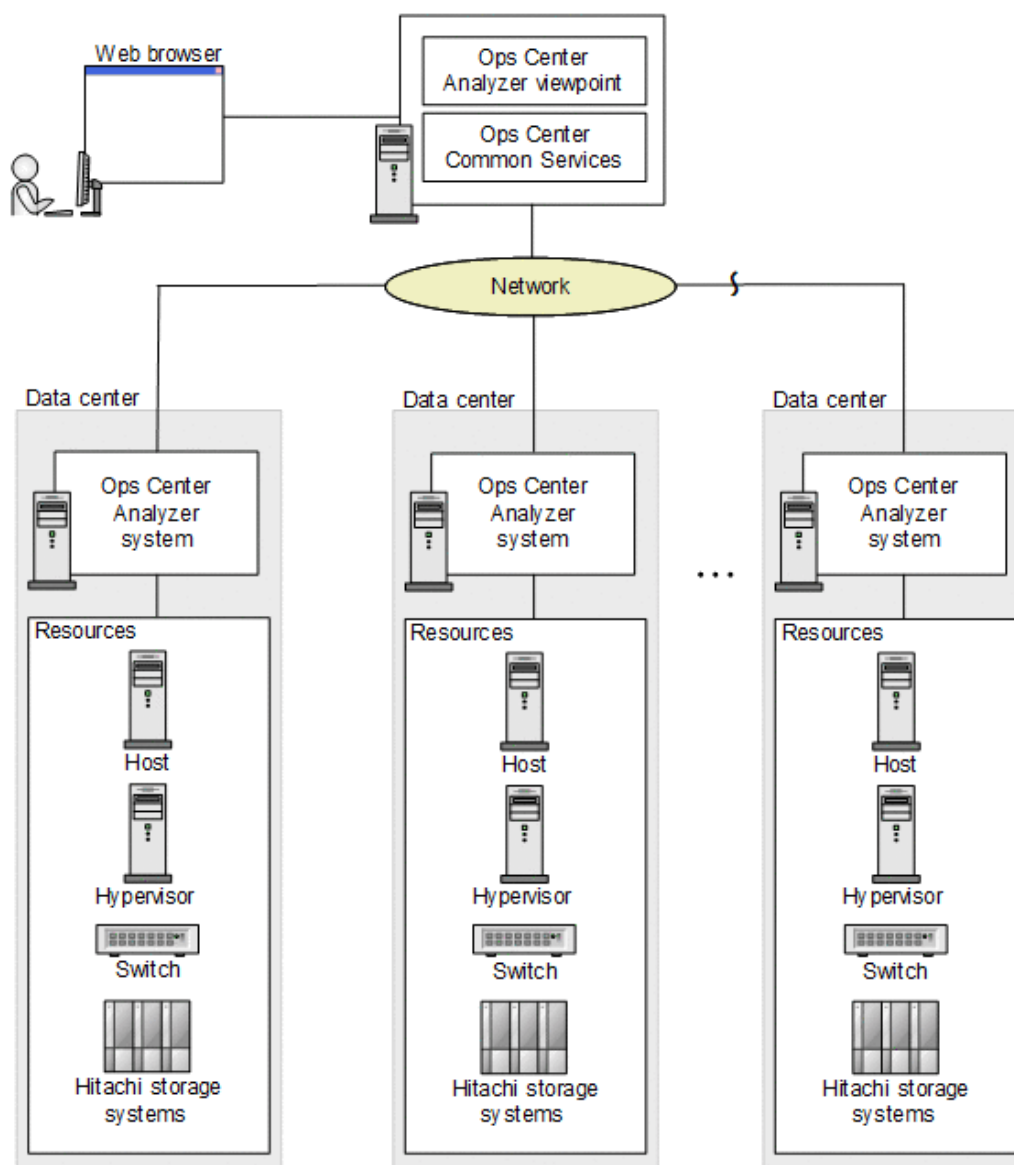 Web browser
Ops Center
Analyzer viewpoint
Ops Center
Common Services
Network
Data center
Data center
Data center
Ops Center
Analyzer
system
Ops Center
Analyzer
system
...
Ops Center
Analyzer
system
Resources
Host
Hypervisor
Switch
Hitachi storage
systems
Resources
Host
Hypervisor
Switch
Hitachi storage
systems
Resources
Host
Hypervisor
Switch
Hitachi storage
systems